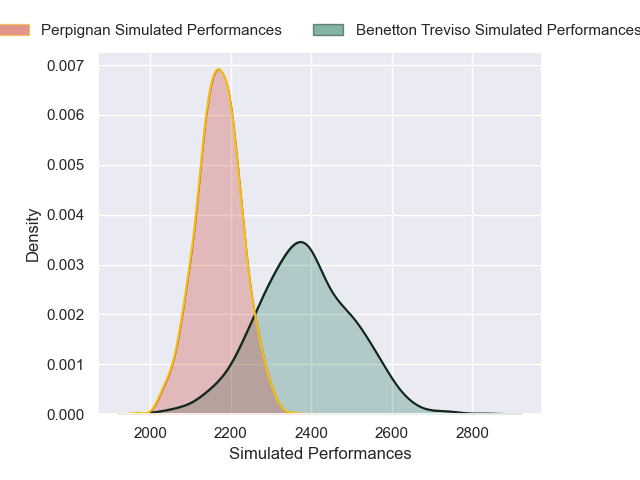 Perpignan Simulated Performances
Benetton Treviso Simulated Performances
0.007
0.006
0.005
0.004
0.003
0.002
0.001
0.000
Density
2000 2200 2400 2600 2800
Simulated Performances